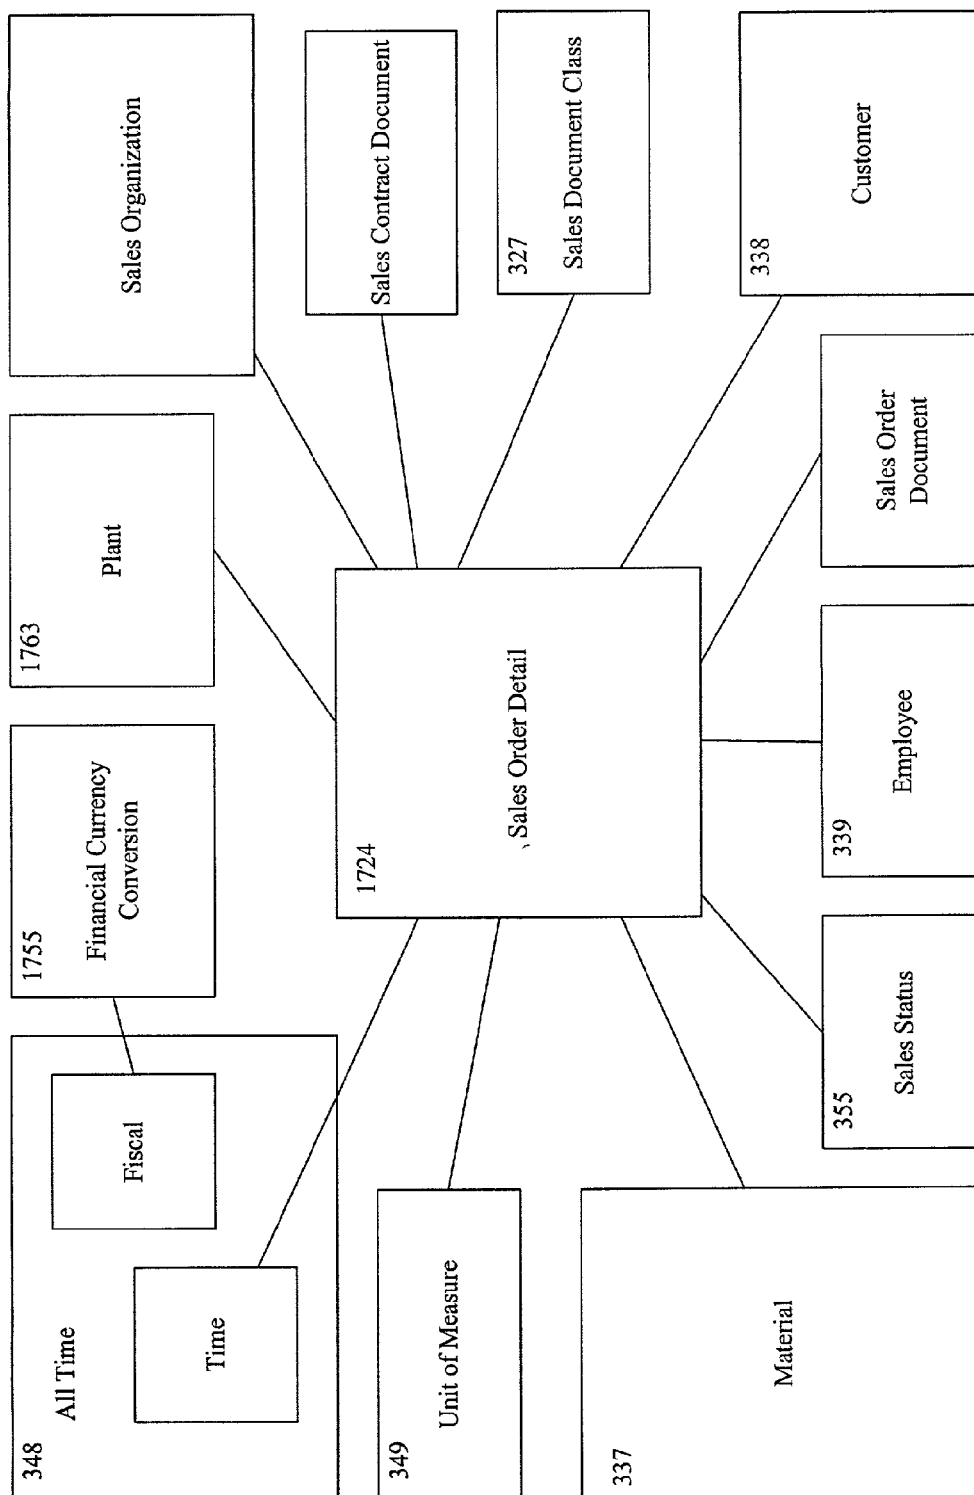 348
All Time
Time
Fiscal
1755
Financial Currency
Conversion
1763
Plant
Sales Organization
349
Unit of Measure
1724
Sales Order Detail
Sales Contract Document
327
Sales Document Class
337
Material
355
Sales Status
339
Employee
Sales Order
Document
338
Customer